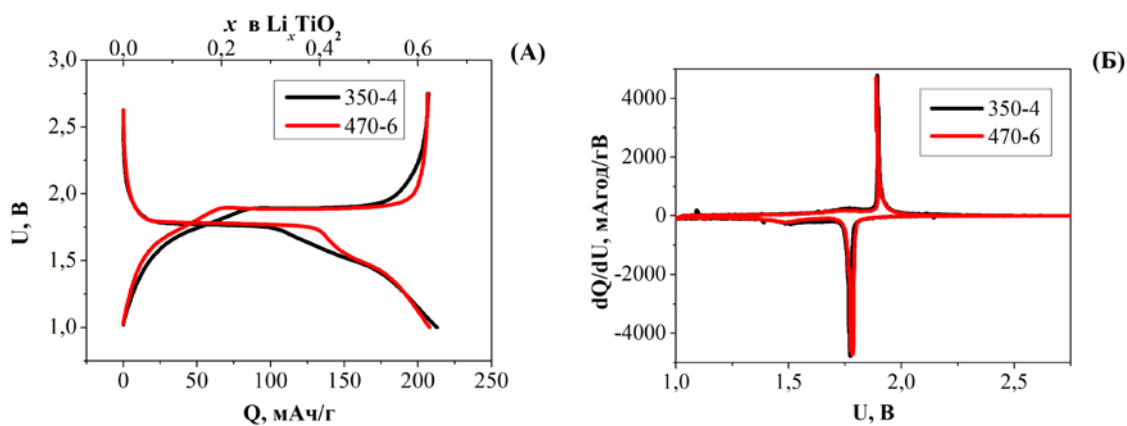 x в LiₓTiO₂
0,0 0,2 0,4 0,6
(А)
3,0
2,5
2,0
1,5
1,0
U, В
350-4
470-6
0 50 100 150 200 250
Q, мАч/г
(Б)
4000
2000
0
-2000
-4000
dQ/dU, мАгод/гВ
350-4
470-6
1,0 1,5 2,0 2,5
U, В